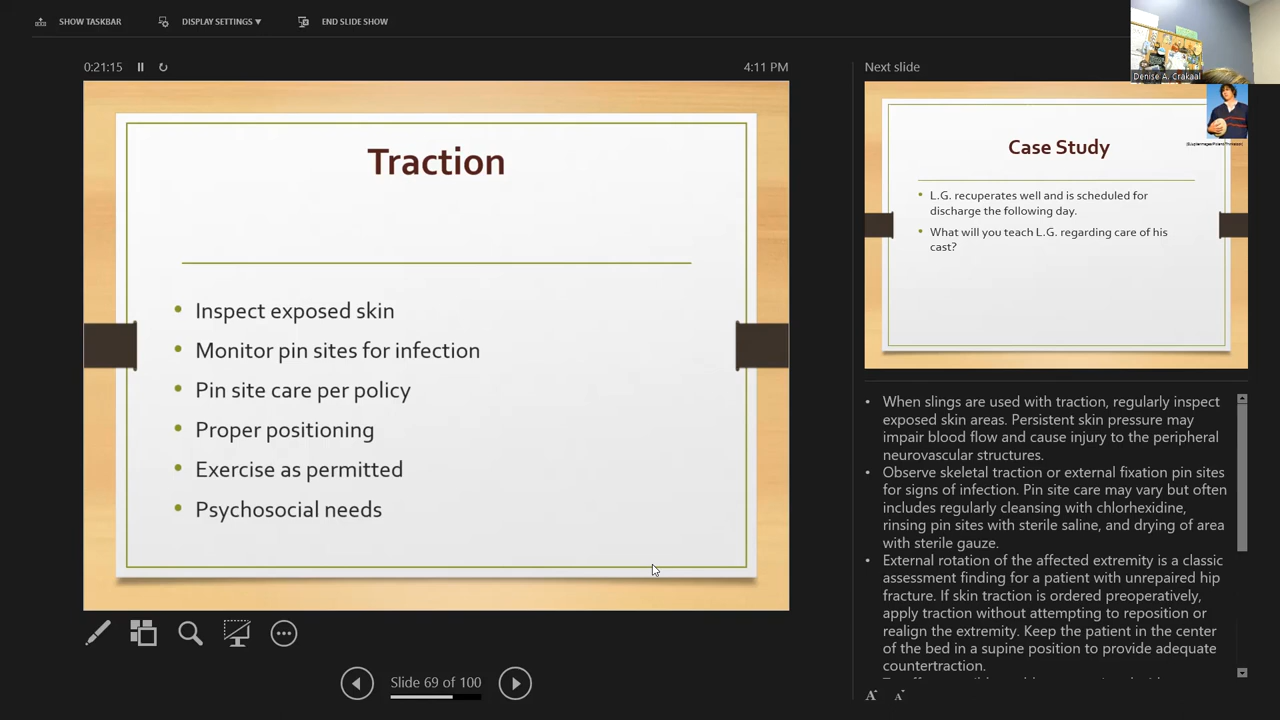 SHOW TASKBAR
DISPLAY SETTINGS ▼
END SLIDE SHOW
0:21:15
4:11 PM
Traction
• Inspect exposed skin
• Monitor pin sites for infection
• Pin site care per policy
• Proper positioning
• Exercise as permitted
• Psychosocial needs
Slide 69 of 100
Denise A. Crakaal
Next slide
Case Study
• L.G. recuperates well and is scheduled for
discharge the following day.
• What will you teach L.G. regarding care of his
cast?
• When slings are used with traction, regularly inspect
exposed skin areas. Persistent skin pressure may
impair blood flow and cause injury to the peripheral
neurovascular structures.
• Observe skeletal traction or external fixation pin sites
for signs of infection. Pin site care may vary but often
includes regularly cleansing with chlorhexidine,
rinsing pin sites with sterile saline, and drying of area
with sterile gauze.
• External rotation of the affected extremity is a classic
assessment finding for a patient with unrepaired hip
fracture. If skin traction is ordered preoperatively,
apply traction without attempting to reposition or
realign the extremity. Keep the patient in the center
of the bed in a supine position to provide adequate
countertraction.
A A